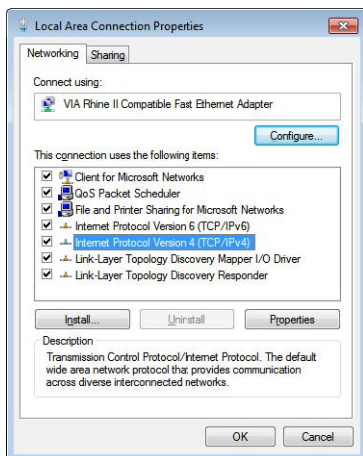 Local Area Connection Properties
Networking Sharing
Connect using:
VIA Rhine II Compatible Fast Ethernet Adapter
Configure...
This connection uses the following items:
Client for Microsoft Networks
QoS Packet Scheduler
File and Printer Sharing for Microsoft Networks
Internet Protocol Version 6 (TCP/IPv6)
Internet Protocol Version 4 (TCP/IPv4)
Link-Layer Topology Discovery Mapper I/O Driver
Link-Layer Topology Discovery Responder
Install... Uninstall Properties
Description
Transmission Control Protocol/Internet Protocol. The default
wide area network protocol that provides communication
across diverse interconnected networks.
OK Cancel